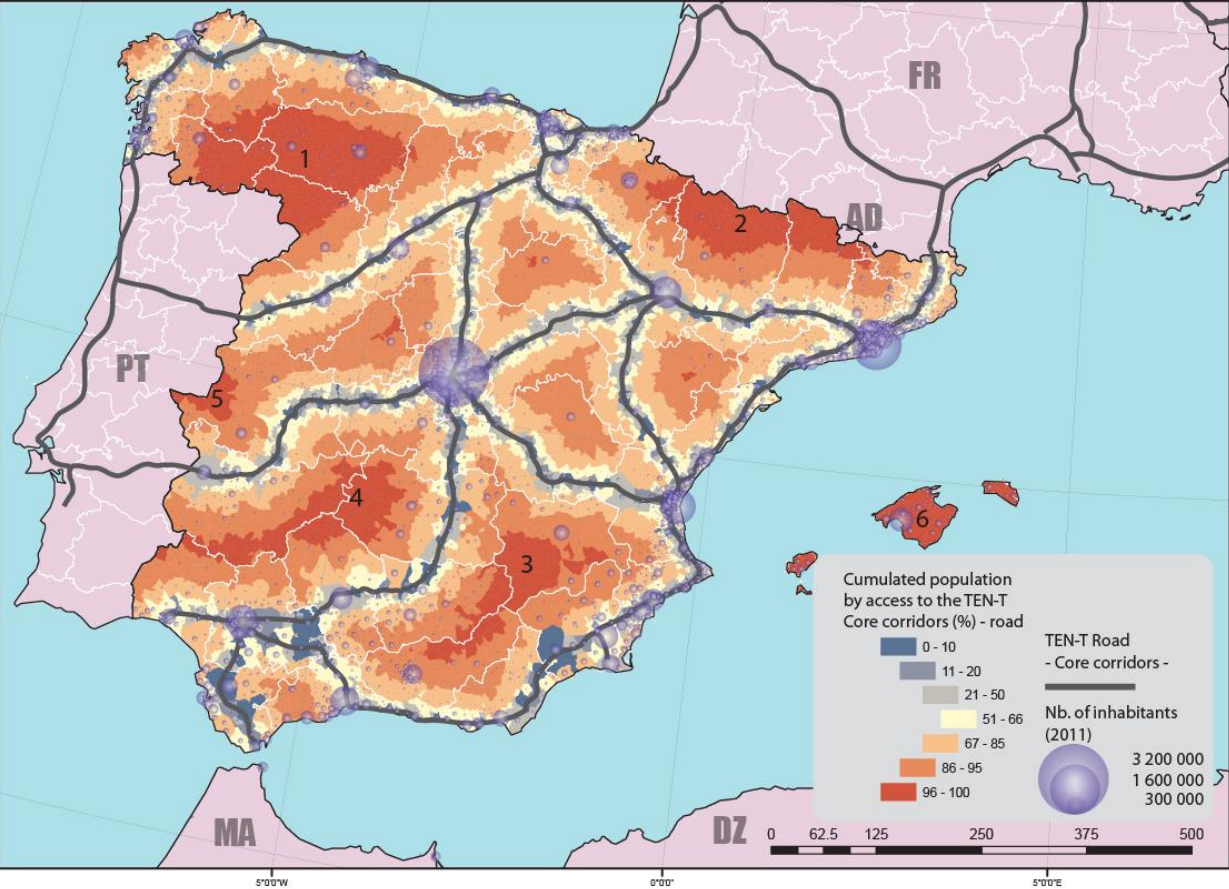 FR
1
2
AD
PT
5
4
6
3
Cumulated population
by access to the TEN-T
Core corridors (%) - road
0 - 10
11 - 20
21 - 50
51 - 66
67 - 85
86 - 95
96 - 100
TEN-T Road
- Core corridors -
Nb. of inhabitants
(2011)
3 200 000
1 600 000
300 000
MA
DZ
0 62.5 125 250 375 500
5°0'0"W 0°0'0" 5°0'0"E